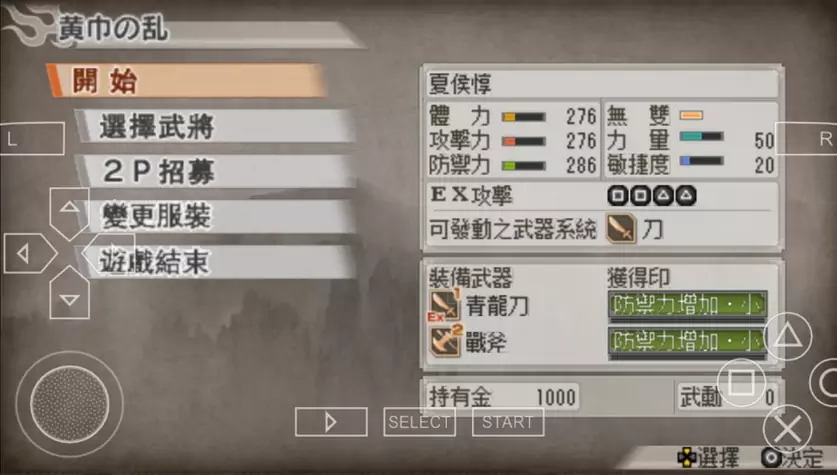 黄巾の乱
開始
選擇武將
2P招募
變更服裝
遊戲結束
夏侯惇
體力 276 無雙
攻擊力 276 力量 50
防禦力 286 敏捷度 20
EX攻擊
可發動之武器系統 刀
裝備武器 獲得印
1 Ex 青龍刀 防禦力增加・小
2 戰斧 防禦力增加・小
持有金 1000 武勳 0
選擇 決定
L
R
SELECT START